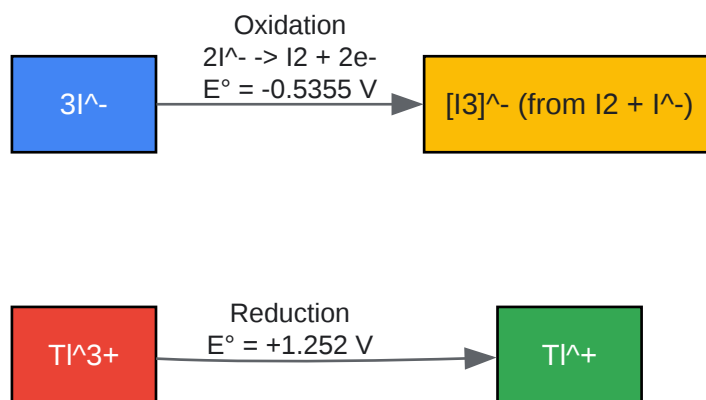 Oxidation
2I^- -> I2 + 2e-
E° = -0.5355 V
3I^-
[I3]^- (from I2 + I^-)
Reduction
E° = +1.252 V
Tl^3+
Tl^+